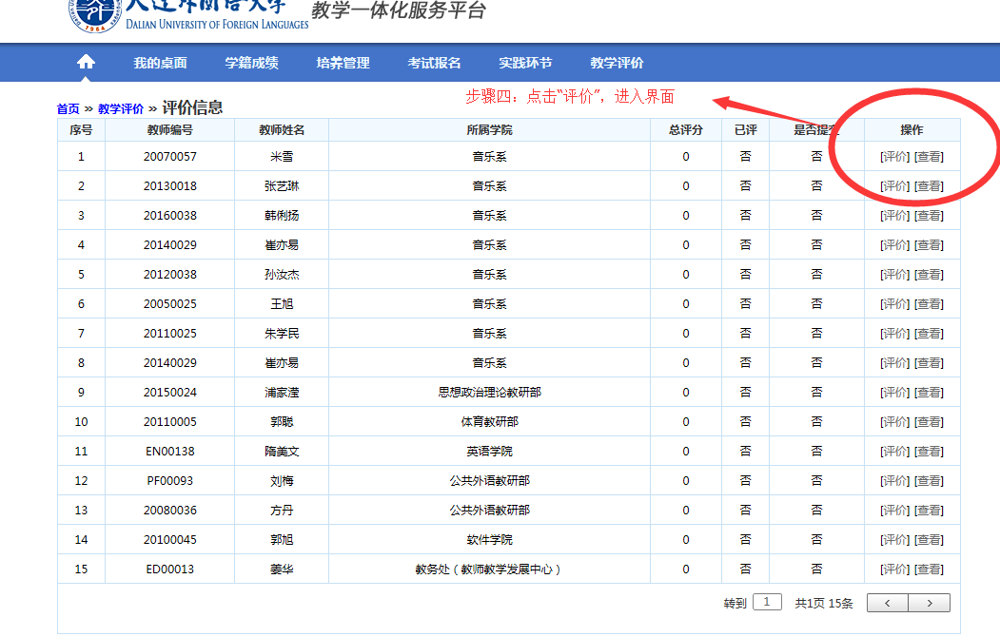 大连外国语大学 教学一体化服务平台
DALIAN UNIVERSITY OF FOREIGN LANGUAGES
1964
我的桌面 学籍成绩 培养管理 考试报名 实践环节 教学评价
步骤四：点击“评价”，进入界面
首页 » 教学评价 » 评价信息
序号 教师编号 教师姓名 所属学院 总评分 已评 是否提交 操作
1 20070057 米雪 音乐系 0 否 否 [评价] [查看]
2 20130018 张艺琳 音乐系 0 否 否 [评价] [查看]
3 20160038 韩俐扬 音乐系 0 否 否 [评价] [查看]
4 20140029 崔亦易 音乐系 0 否 否 [评价] [查看]
5 20120038 孙汝杰 音乐系 0 否 否 [评价] [查看]
6 20050025 王旭 音乐系 0 否 否 [评价] [查看]
7 20110025 朱学民 音乐系 0 否 否 [评价] [查看]
8 20140029 崔亦易 音乐系 0 否 否 [评价] [查看]
9 20150024 浦家滢 思想政治理论教研部 0 否 否 [评价] [查看]
10 20110005 郭聪 体育教研部 0 否 否 [评价] [查看]
11 EN00138 隋美文 英语学院 0 否 否 [评价] [查看]
12 PF00093 刘梅 公共外语教研部 0 否 否 [评价] [查看]
13 20080036 方丹 公共外语教研部 0 否 否 [评价] [查看]
14 20100045 郭旭 软件学院 0 否 否 [评价] [查看]
15 ED00013 姜华 教务处（教师教学发展中心） 0 否 否 [评价] [查看]
转到 1 共1页 15条 < >